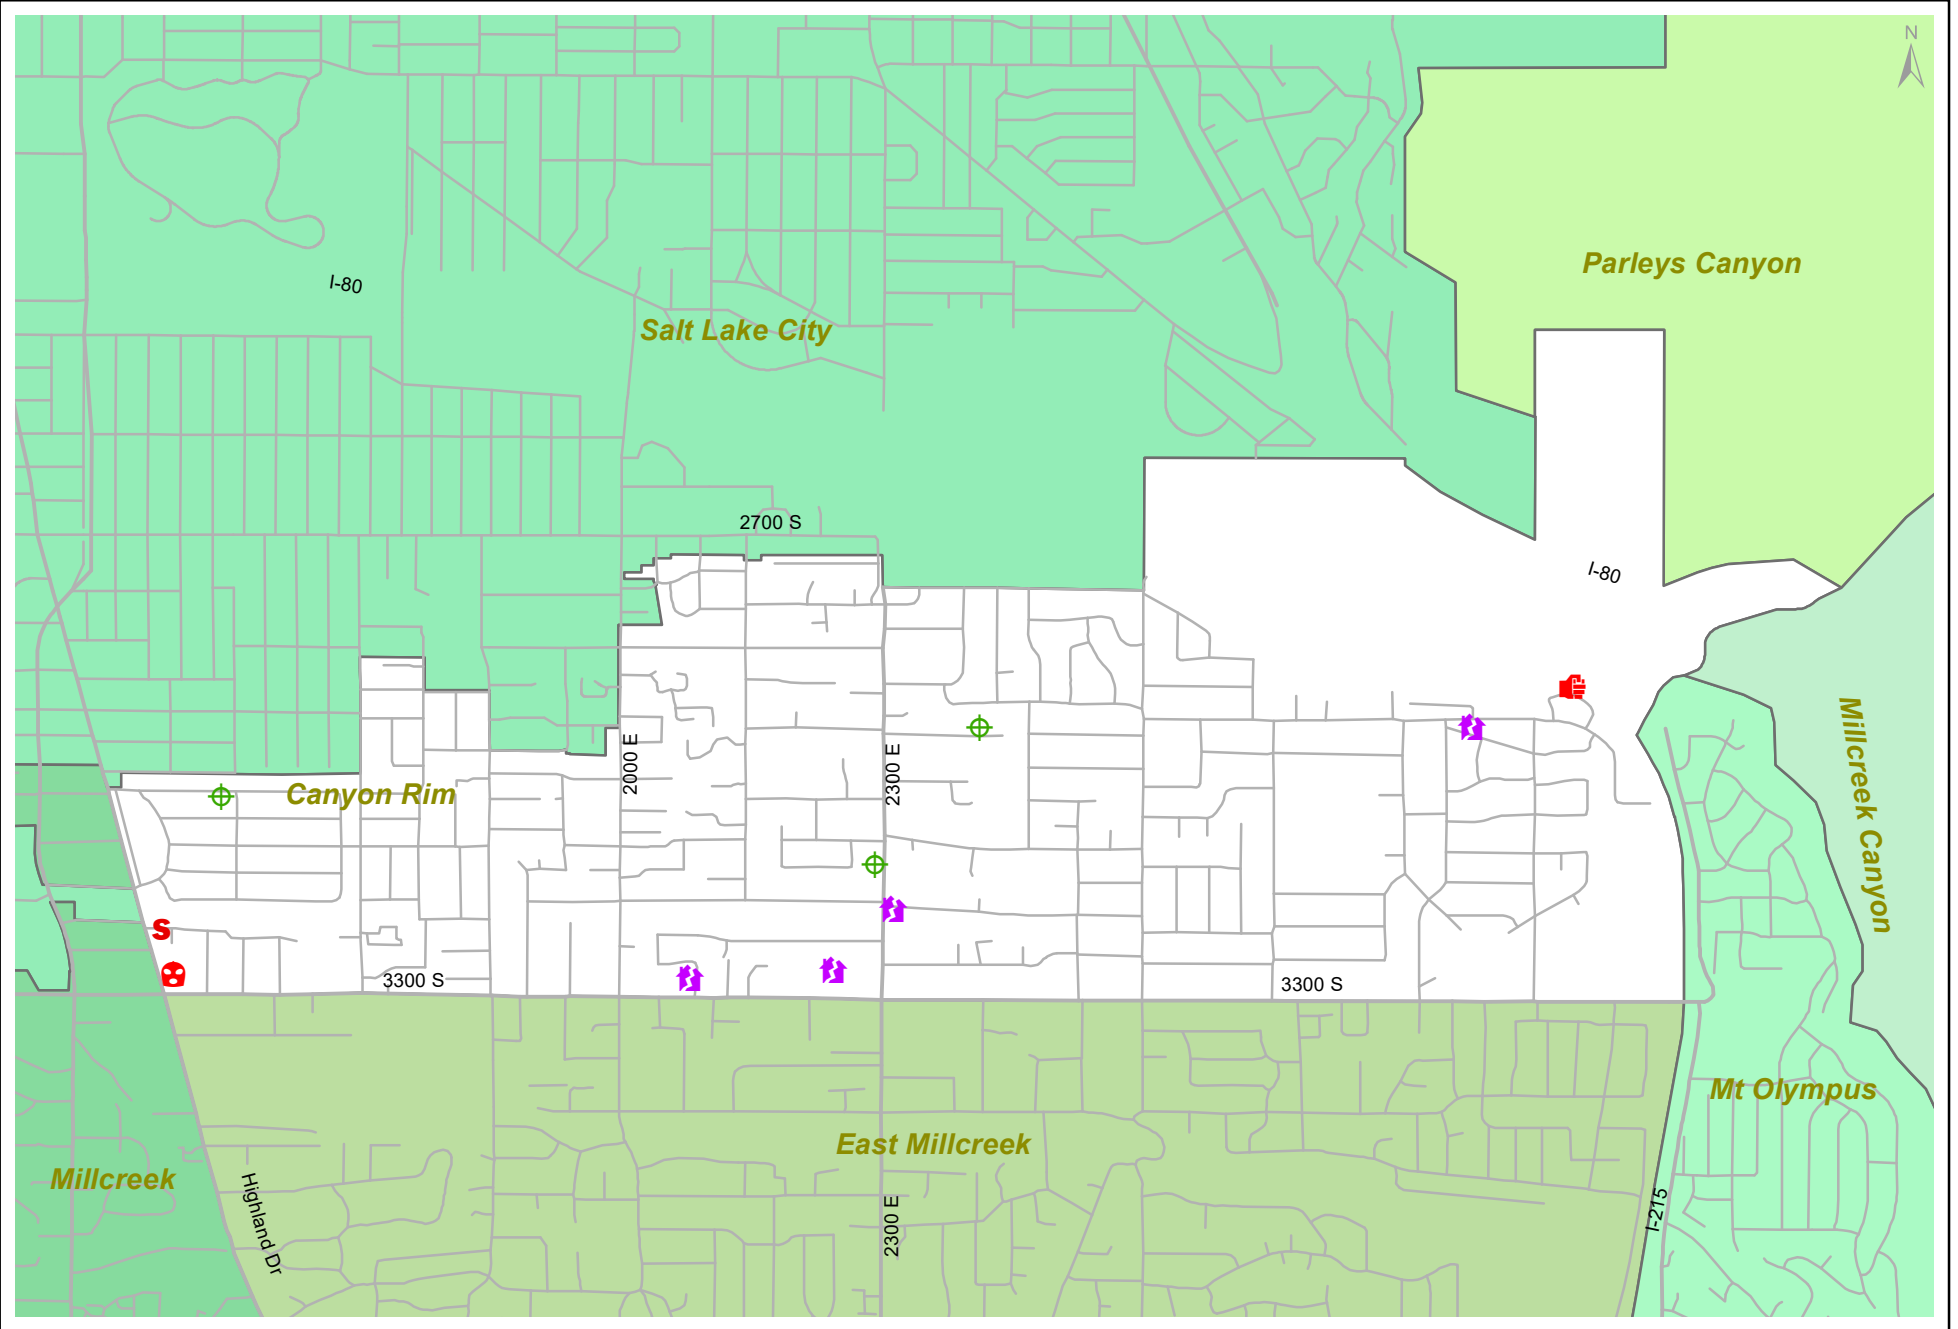 N
Parleys Canyon
I-80
Salt Lake City
2700 S
I-80
Millcreek Canyon
2000 E
2300 E
Canyon Rim
S
3300 S
3300 S
Mt Olympus
East Millcreek
Millcreek
Highland Dr
2300 E
I-215